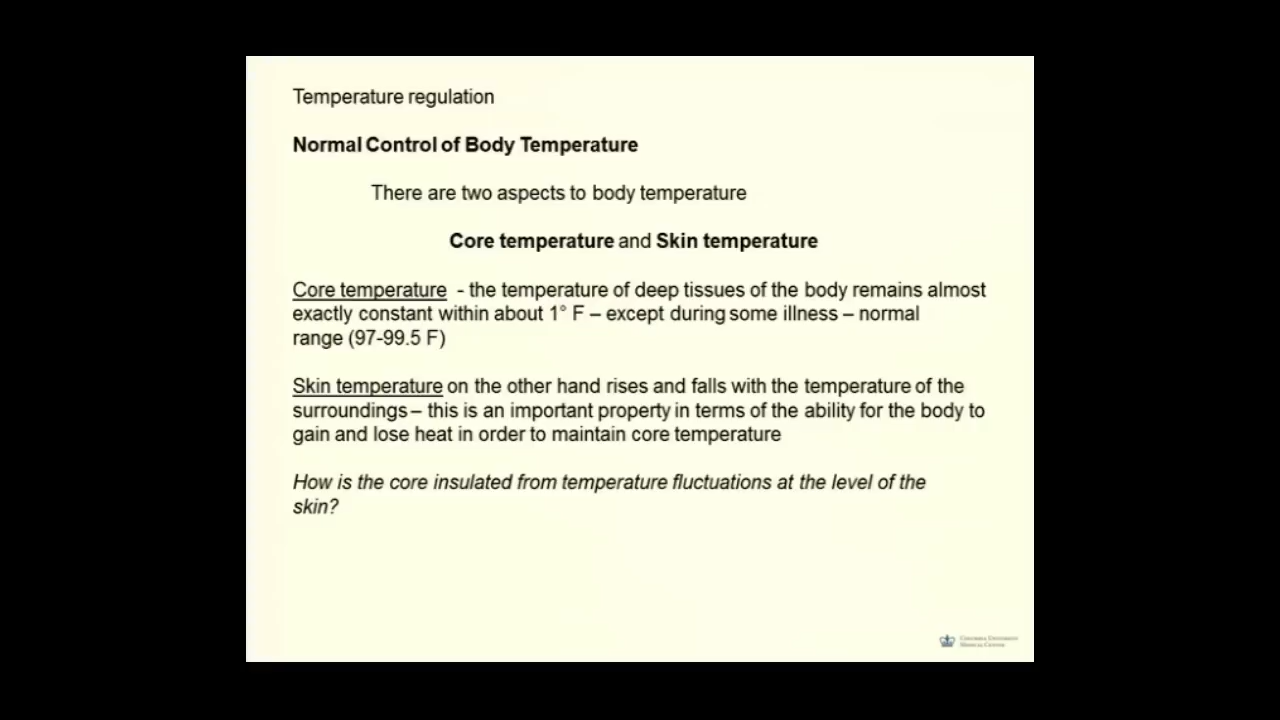 Temperature regulation
Normal Control of Body Temperature
There are two aspects to body temperature
Core temperature and Skin temperature
Core temperature - the temperature of deep tissues of the body remains almost
exactly constant within about 1° F – except during some illness – normal
range (97-99.5 F)
Skin temperature on the other hand rises and falls with the temperature of the
surroundings – this is an important property in terms of the ability for the body to
gain and lose heat in order to maintain core temperature
How is the core insulated from temperature fluctuations at the level of the
skin?
Columbia University
Medical Center